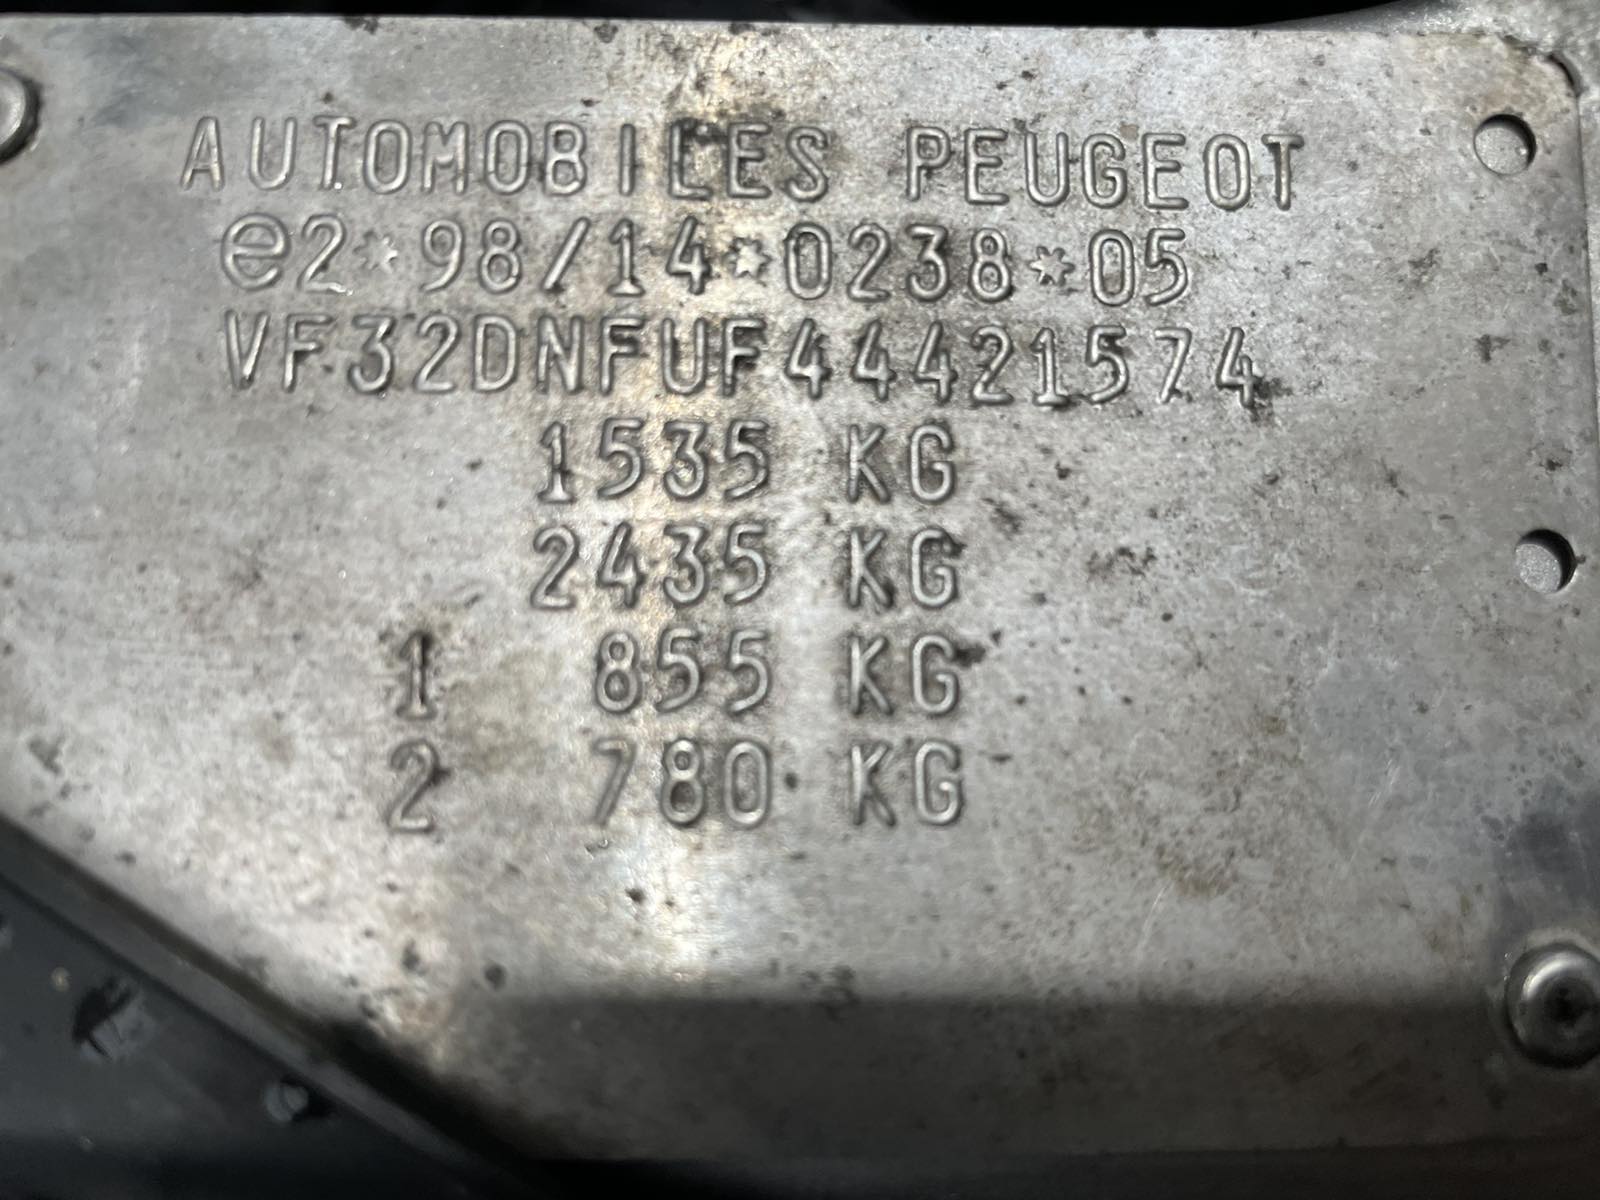 AUTOMOBILES PEUGEOT
e2*98/14*0238*05
VF32DNFUF44421574
1535 KG
2435 KG
1 855 KG
2 780 KG